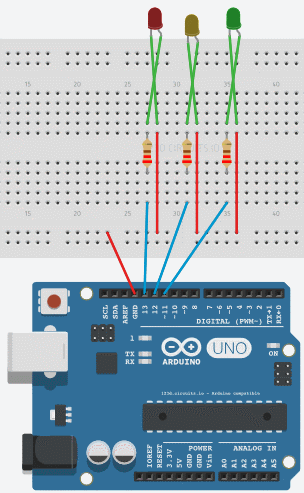 15 20 25 30 35 40
15 20 25 30 35 40
SCL
SDA
AREF
GND
13
12
~11
~10
~9
8
7
~6
~5
4
~3
2
TX→1
RX←0
DIGITAL (PWM~)
1
TX
RX
UNO
ARDUINO
ON
123D.circuits.io - Arduino compatible
POWER ANALOG IN
IOREF
RESET
3.3V
5V
GND
GND
Vin
A0
A1
A2
A3
A4
A5